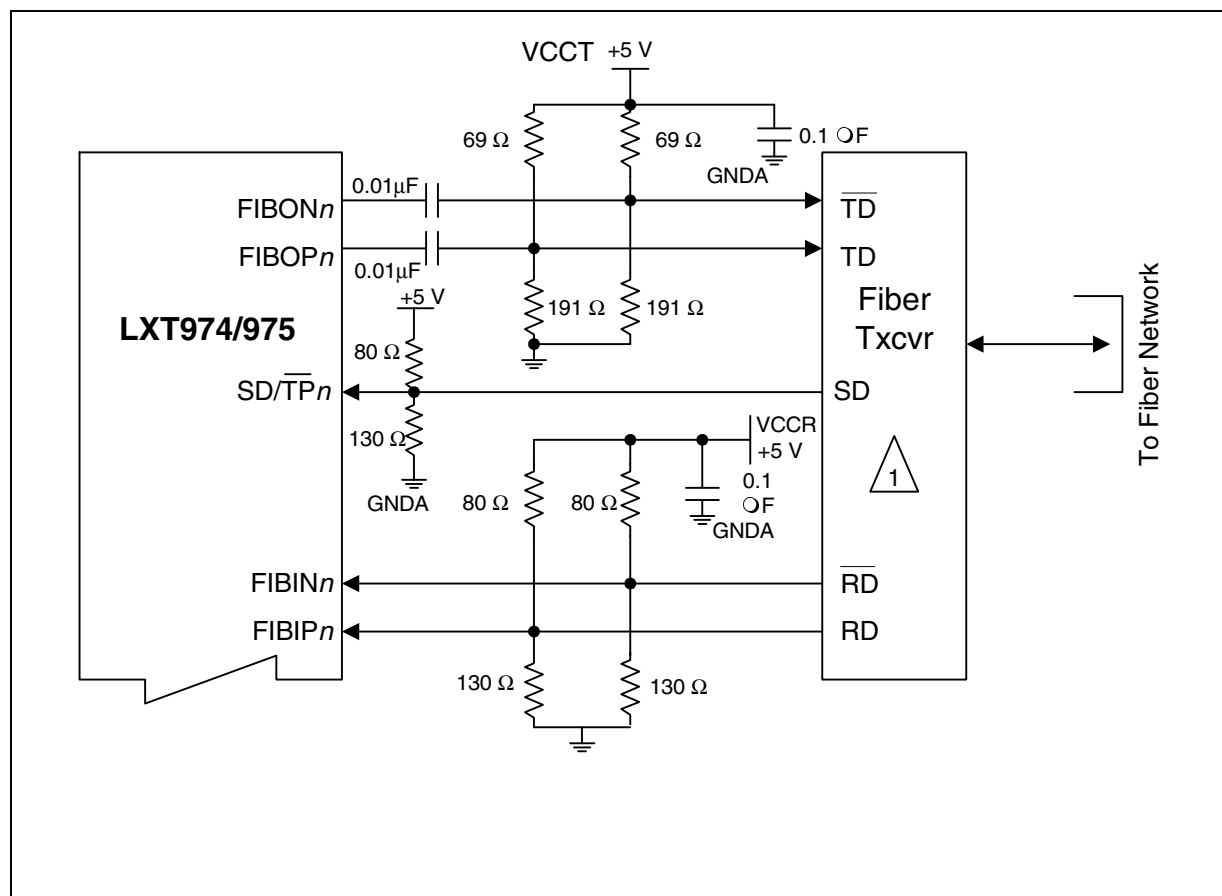 VCCT +5 V
69 Ω
69 Ω
0.1 ❍F
GNDA
0.01µF
FIBONn
TD
FIBOPn
TD
0.01µF
+5 V
191 Ω
191 Ω
Fiber
Txcvr
LXT974/975
80 Ω
SD/TPn
SD
130 Ω
GNDA
VCCR
+5 V
0.1
❍F
GNDA
80 Ω
80 Ω
1
FIBINn
RD
FIBIPn
RD
130 Ω
130 Ω
To Fiber Network